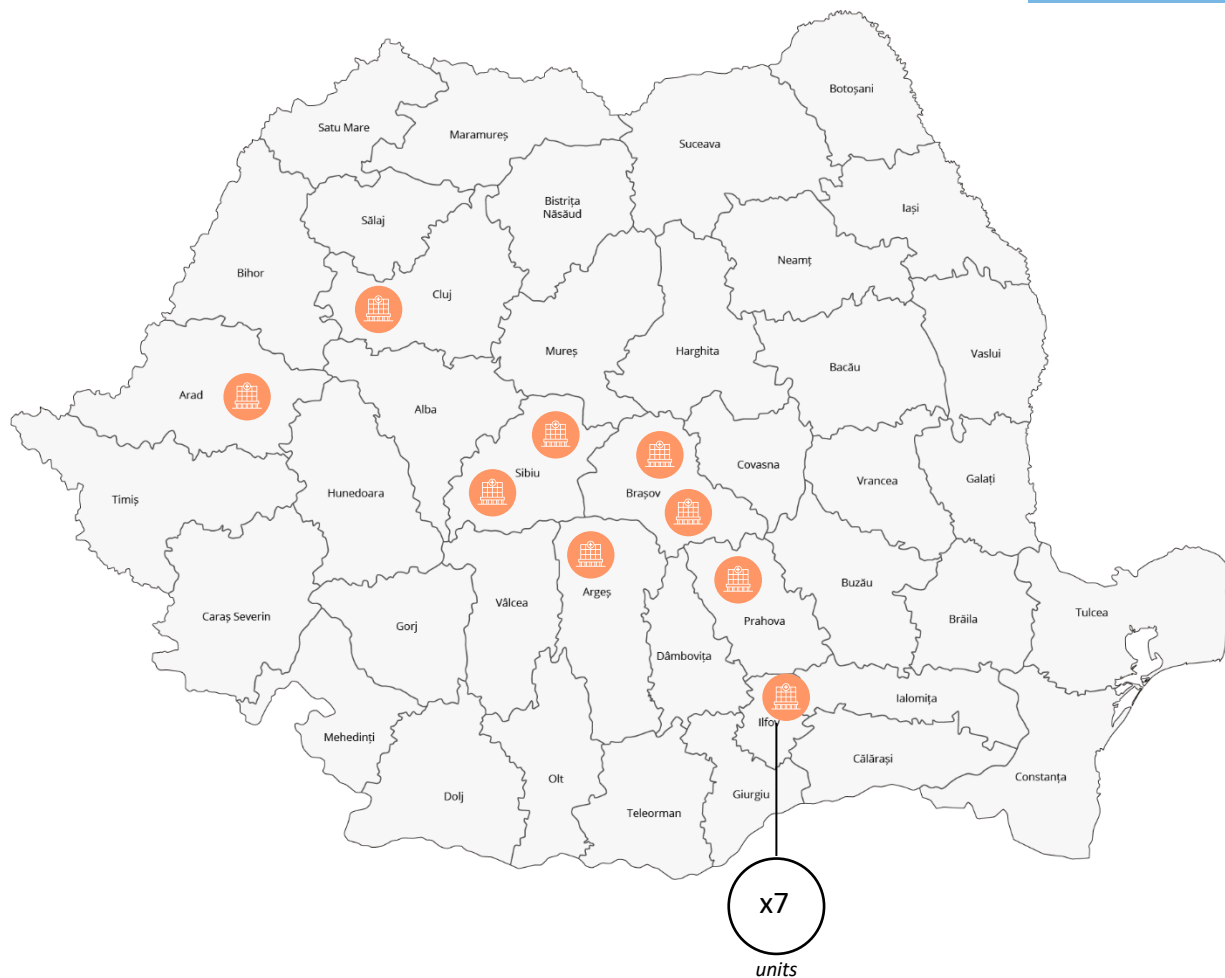 Botoșani
Satu Mare
Maramureș
Suceava
Iași
Bistrița
Năsăud
Sălaj
Neamț
Bihor
Cluj
Mureș
Harghita
Vaslui
Bacău
Arad
Alba
Covasna
Sibiu
Vrancea
Galați
Timiș
Hunedoara
Brașov
Buzău
Argeș
Vâlcea
Caraș Severin
Gorj
Prahova
Brăila
Tulcea
Dâmbovița
Ialomița
Ilfov
Mehedinți
Călărași
Constanța
Olt
Dolj
Giurgiu
Teleorman
x7
units